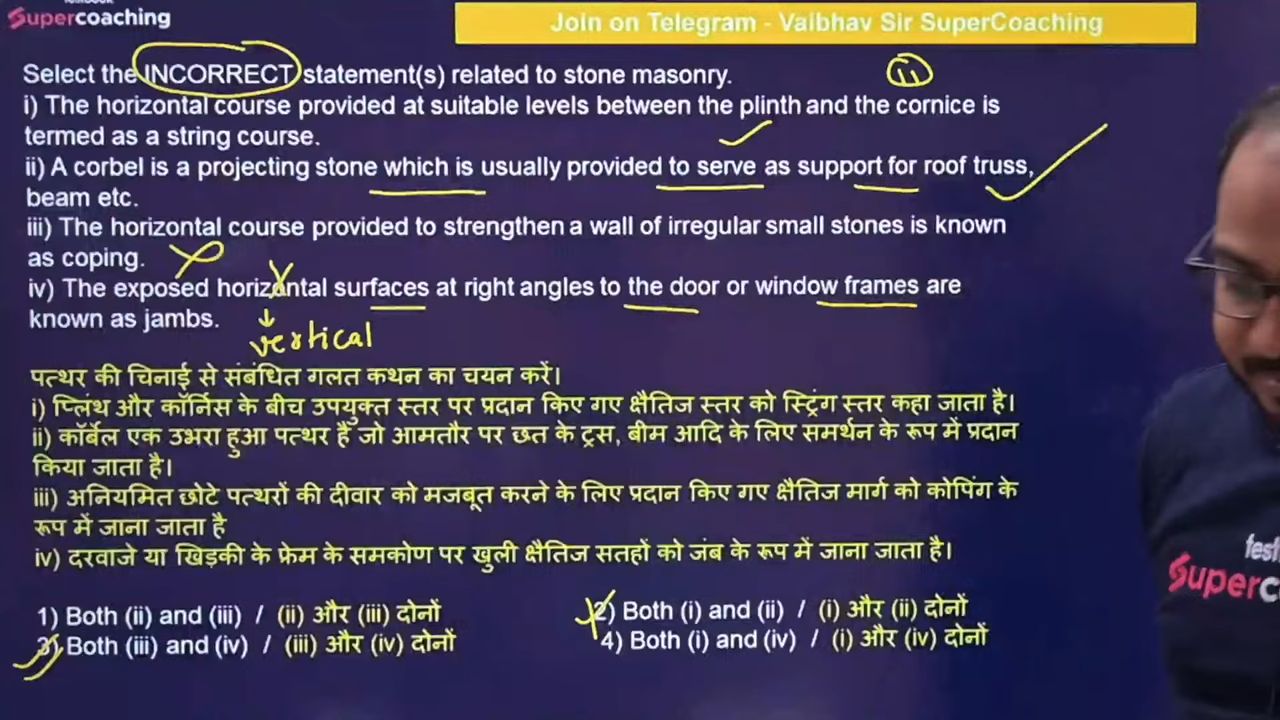 Supercoaching
Join on Telegram - Vaibhav Sir SuperCoaching
Select the INCORRECT statement(s) related to stone masonry.
i) The horizontal course provided at suitable levels between the plinth and the cornice is
termed as a string course.
ii) A corbel is a projecting stone which is usually provided to serve as support for roof truss,
beam etc.
iii) The horizontal course provided to strengthen a wall of irregular small stones is known
as coping.
iv) The exposed horizontal surfaces at right angles to the door or window frames are
known as jambs.
vertical
पत्थर की चिनाई से संबंधित गलत कथन का चयन करें।
i) प्लिंथ और कॉर्निस के बीच उपयुक्त स्तर पर प्रदान किए गए क्षैतिज स्तर को स्ट्रिंग स्तर कहा जाता है।
ii) कॉर्बेल एक उभरा हुआ पत्थर है जो आमतौर पर छत के ट्रस, बीम आदि के लिए समर्थन के रूप में प्रदान
किया जाता है।
iii) अनियमित छोटे पत्थरों की दीवार को मजबूत करने के लिए प्रदान किए गए क्षैतिज मार्ग को कोपिंग के
रूप में जाना जाता है
iv) दरवाजे या खिड़की के फ्रेम के समकोण पर खुली क्षैतिज सतहों को जंब के रूप में जाना जाता है।
1) Both (ii) and (iii) / (ii) और (iii) दोनों
2) Both (i) and (ii) / (i) और (ii) दोनों
3) Both (iii) and (iv) / (iii) और (iv) दोनों
4) Both (i) and (iv) / (i) और (iv) दोनों